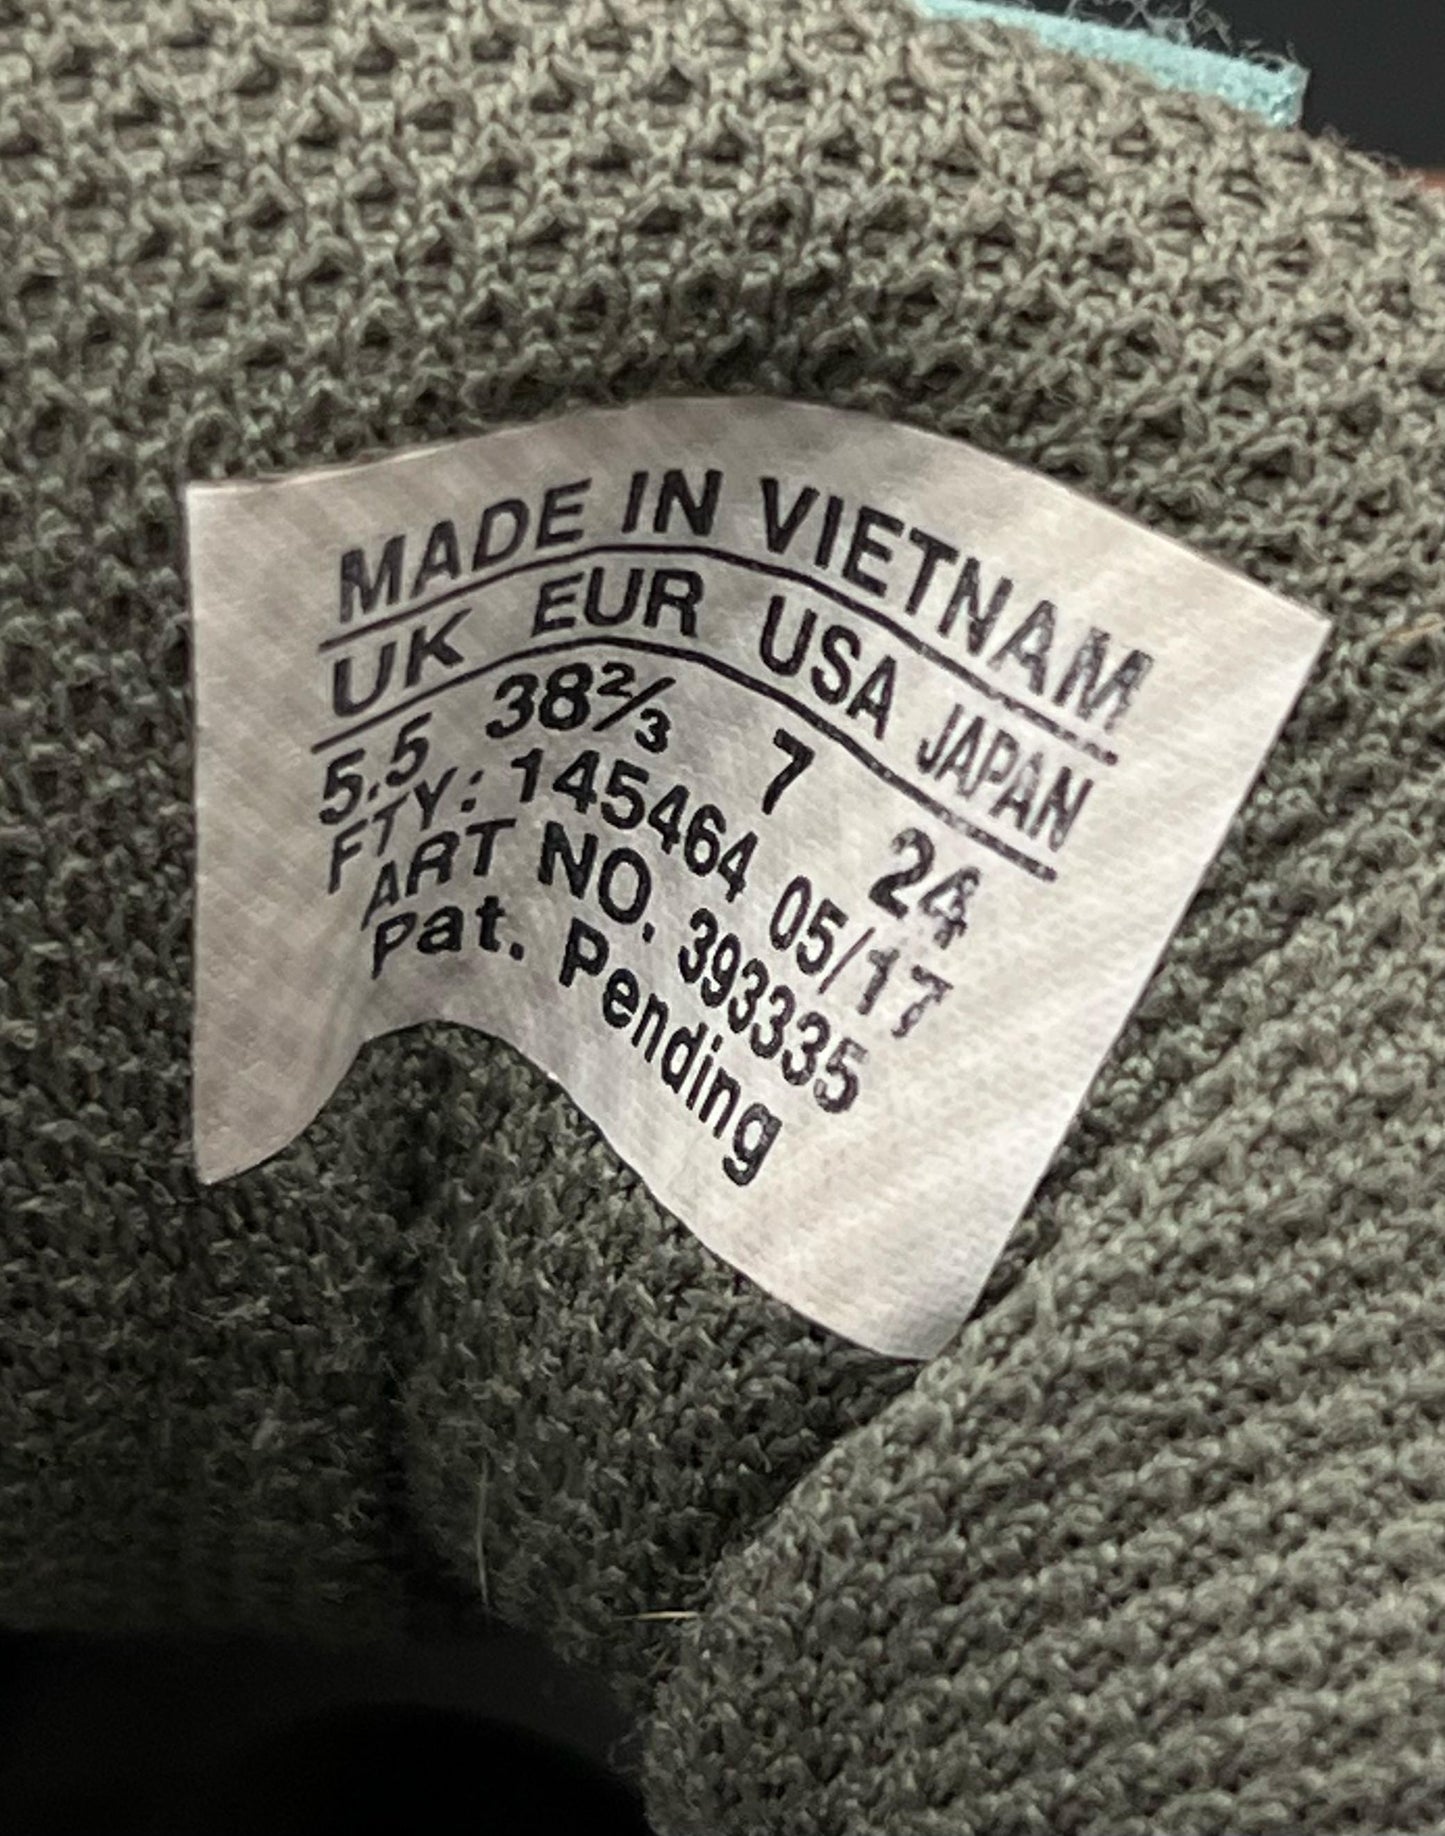 MADE IN VIETNAM
UK EUR USA JAPAN
5.5 38⅔ 7 24
FTY: 145464 05/17
ART NO. 393335
Pat. Pending